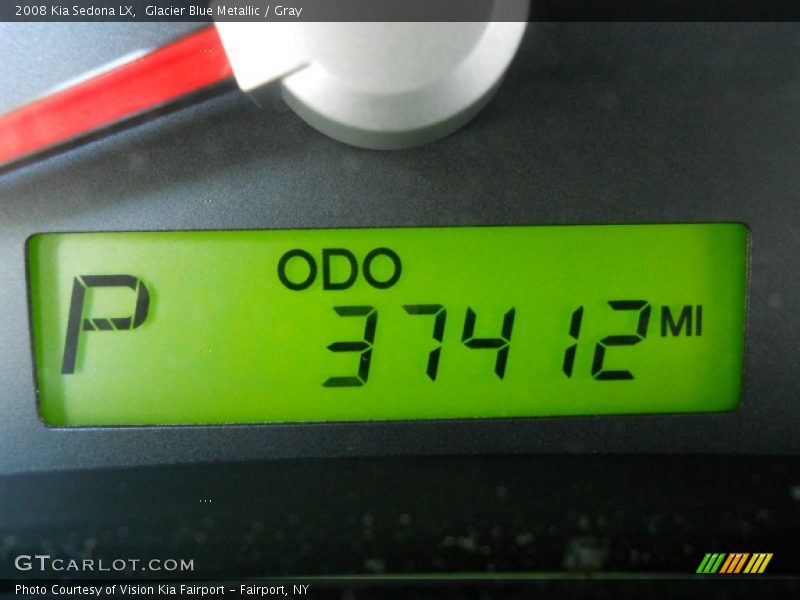 2008 Kia Sedona LX,  Glacier Blue Metallic / Gray
ODO
P 37412 MI
GTCARLOT.COM
Photo Courtesy of Vision Kia Fairport - Fairport, NY